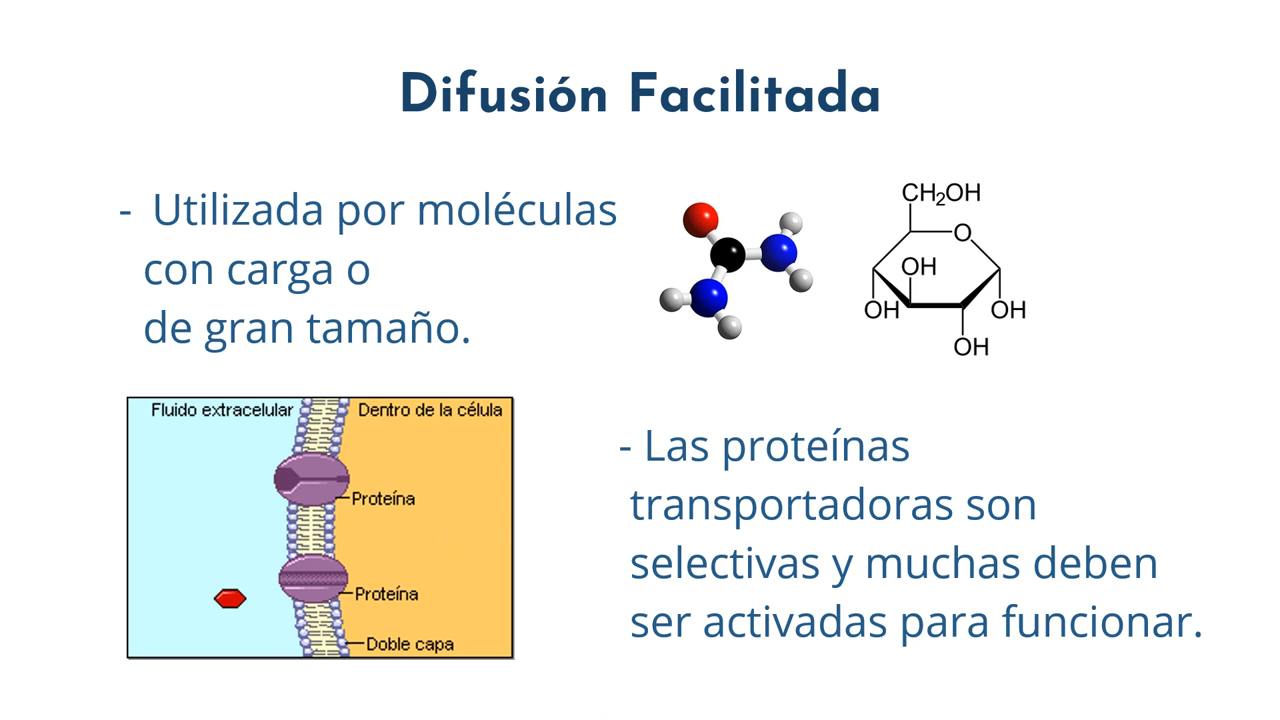 Difusión Facilitada
- Utilizada por moléculas
con carga o
de gran tamaño.
CH₂OH
O
OH
OH
OH
OH
Fluido extracelular
Dentro de la célula
Proteína
Proteína
Doble capa
- Las proteínas
transportadoras son
selectivas y muchas deben
ser activadas para funcionar.